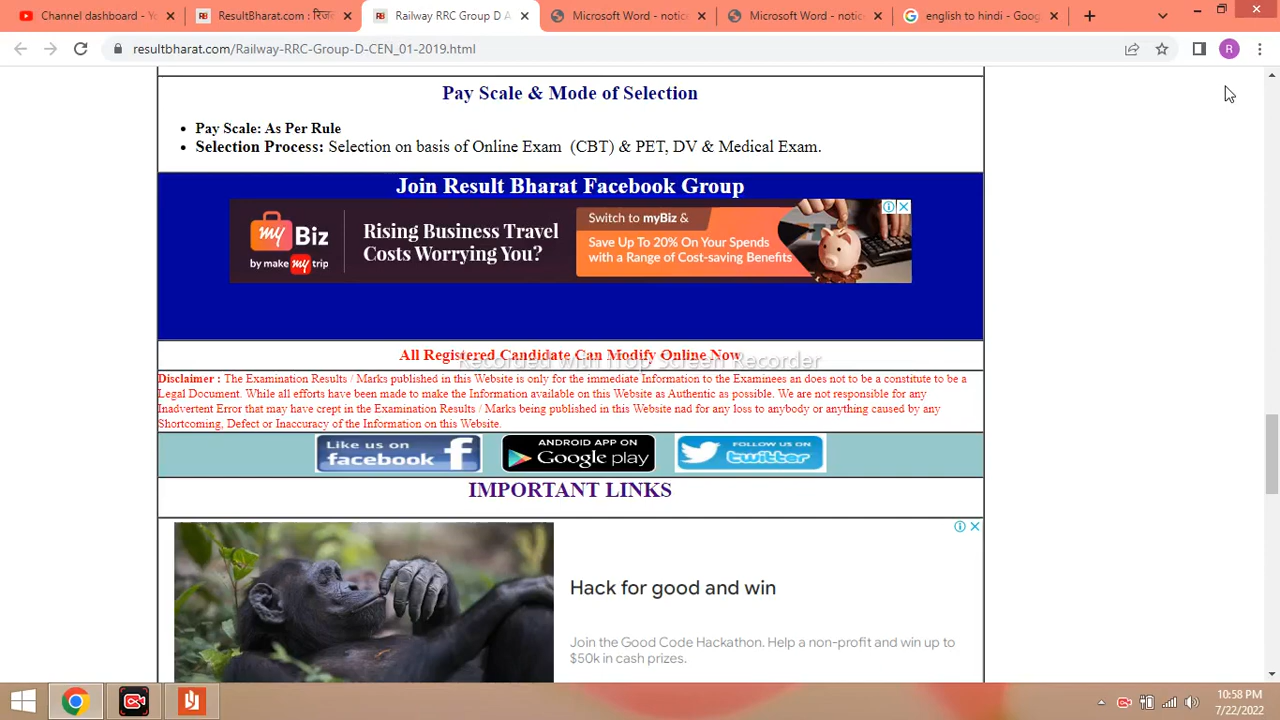 Channel dashboard - Y
ResultBharat.com : रिजल
Railway RRC Group D A
Microsoft Word - notice
Microsoft Word - notic
english to hindi - Goog
resultbharat.com/Railway-RRC-Group-D-CEN_01-2019.html
R
Pay Scale & Mode of Selection
• Pay Scale: As Per Rule
• Selection Process: Selection on basis of Online Exam (CBT) & PET, DV & Medical Exam.
Join Result Bharat Facebook Group
my Biz
by make my trip
Rising Business Travel
Costs Worrying You?
Switch to myBiz &
Save Up To 20% On Your Spends
with a Range of Cost-saving Benefits
All Registered Candidate Can Modify Online Now
Recorded with iTop Screen Recorder
Disclaimer : The Examination Results / Marks published in this Website is only for the immediate Information to the Examinees an does not to be a constitute to be a
Legal Document. While all efforts have been made to make the Information available on this Website as Authentic as possible. We are not responsible for any
Inadvertent Error that may have crept in the Examination Results / Marks being published in this Website nad for any loss to anybody or anything caused by any
Shortcoming, Defect or Inaccuracy of the Information on this Website.
Like us on
facebook
ANDROID APP ON
Google play
FOLLOW US ON
twitter
IMPORTANT LINKS
Hack for good and win
Join the Good Code Hackathon. Help a non-profit and win up to
$50k in cash prizes.
10:58 PM
7/22/2022